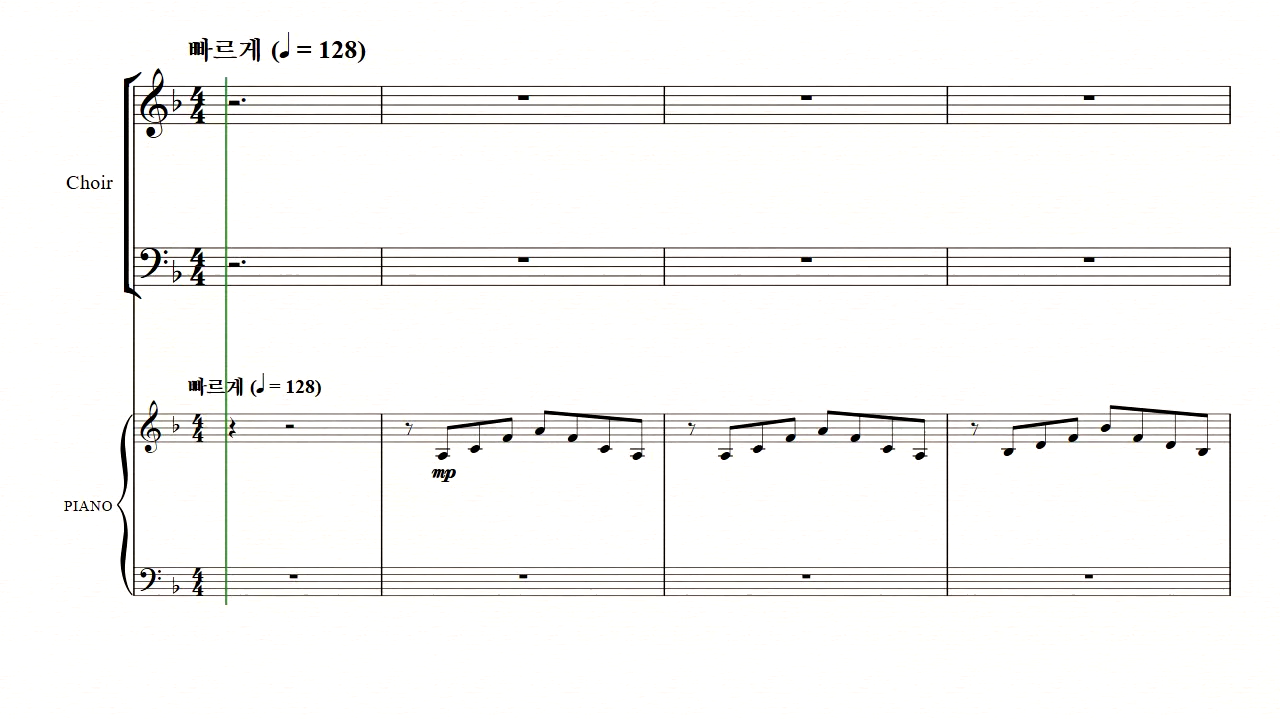 빠르게 (♩ = 128)
Choir
빠르게 (♩ = 128)
mp
PIANO